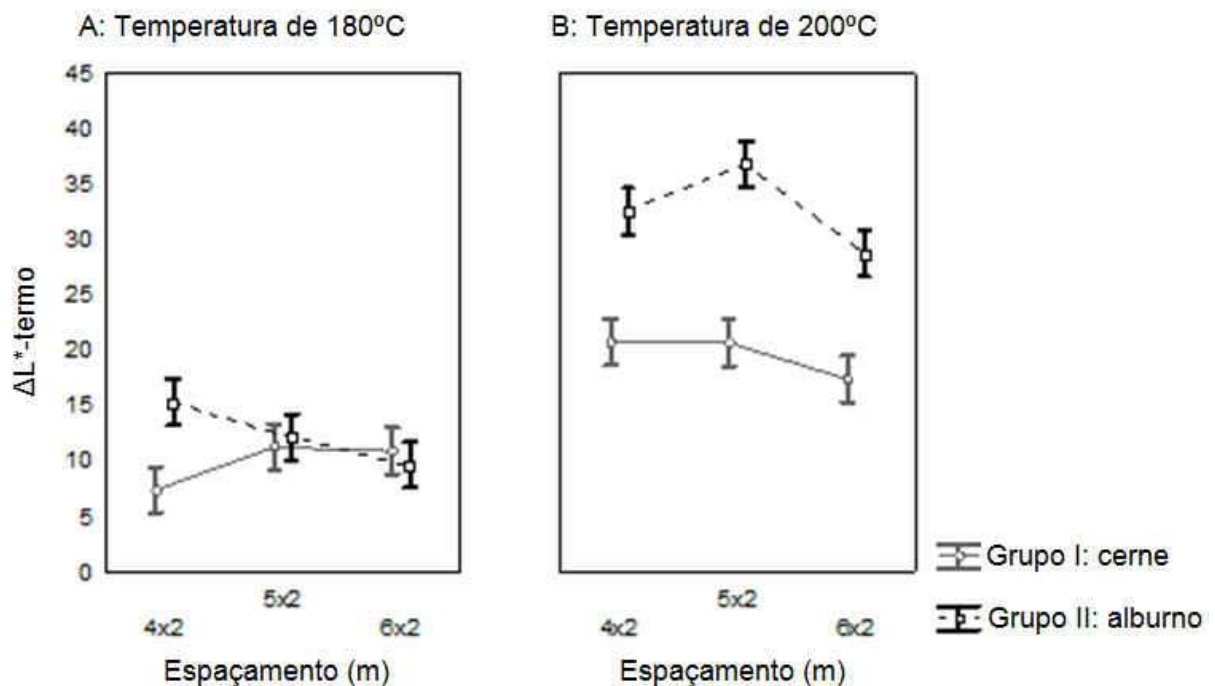 A: Temperatura de 180ºC
B: Temperatura de 200ºC
ΔL*-termo
45
40
35
30
25
20
15
10
5
0
4x2
5x2
6x2
4x2
5x2
6x2
Espaçamento (m)
Espaçamento (m)
Grupo I: cerne
Grupo II: alburno